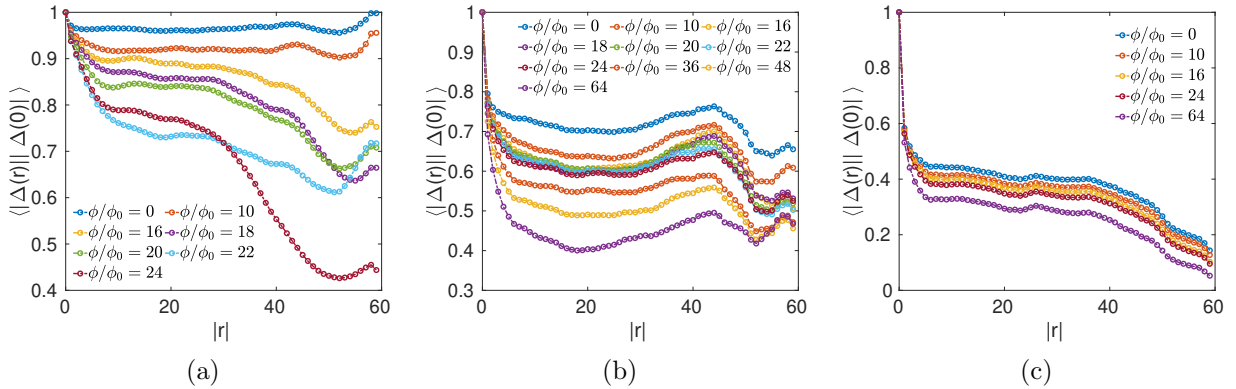 ⟨|Δ(r)|| Δ(0)|| ⟩
1
0.9
0.8
0.7
0.6
0.5
0.4
0 20 40 60
|r|
ϕ/ϕ₀ = 0 ϕ/ϕ₀ = 10
ϕ/ϕ₀ = 16 ϕ/ϕ₀ = 18
ϕ/ϕ₀ = 20 ϕ/ϕ₀ = 22
ϕ/ϕ₀ = 24
(a)
⟨|Δ(r)|| Δ(0)|| ⟩
1
0.9
0.8
0.7
0.6
0.5
0.4
0.3
0 20 40 60
|r|
ϕ/ϕ₀ = 0 ϕ/ϕ₀ = 10 ϕ/ϕ₀ = 16
ϕ/ϕ₀ = 18 ϕ/ϕ₀ = 20 ϕ/ϕ₀ = 22
ϕ/ϕ₀ = 24 ϕ/ϕ₀ = 36 ϕ/ϕ₀ = 48
ϕ/ϕ₀ = 64
(b)
⟨|Δ(r)|| Δ(0)|| ⟩
1
0.8
0.6
0.4
0.2
0
0 20 40 60
|r|
ϕ/ϕ₀ = 0
ϕ/ϕ₀ = 10
ϕ/ϕ₀ = 16
ϕ/ϕ₀ = 24
ϕ/ϕ₀ = 64
(c)